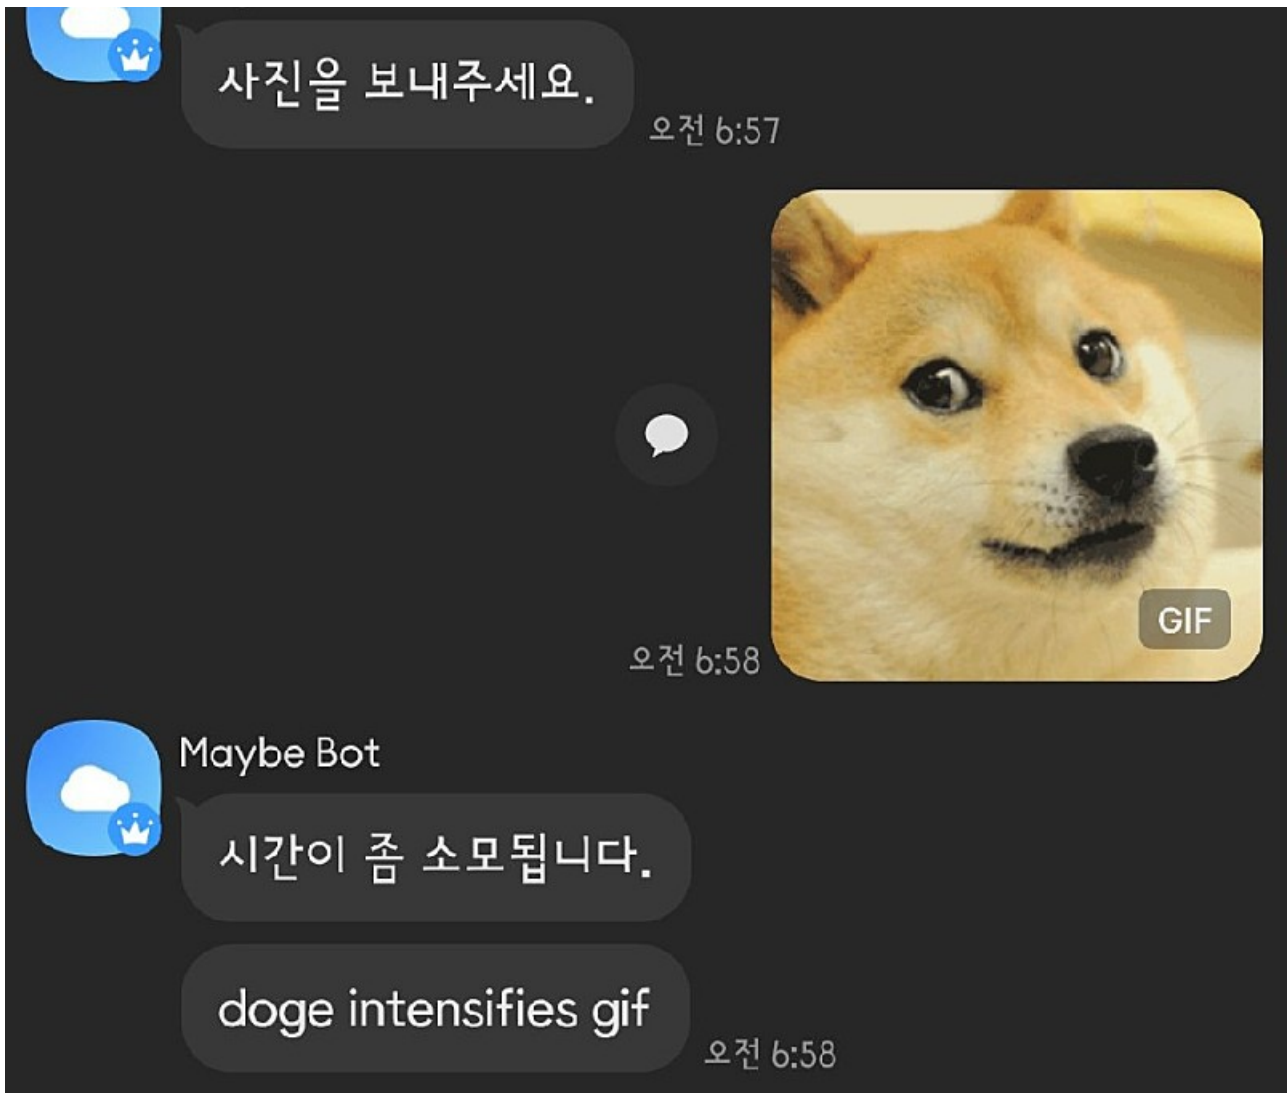 사진을 보내주세요.
오전 6:57
GIF
오전 6:58
Maybe Bot
시간이 좀 소모됩니다.
doge intensifies gif
오전 6:58